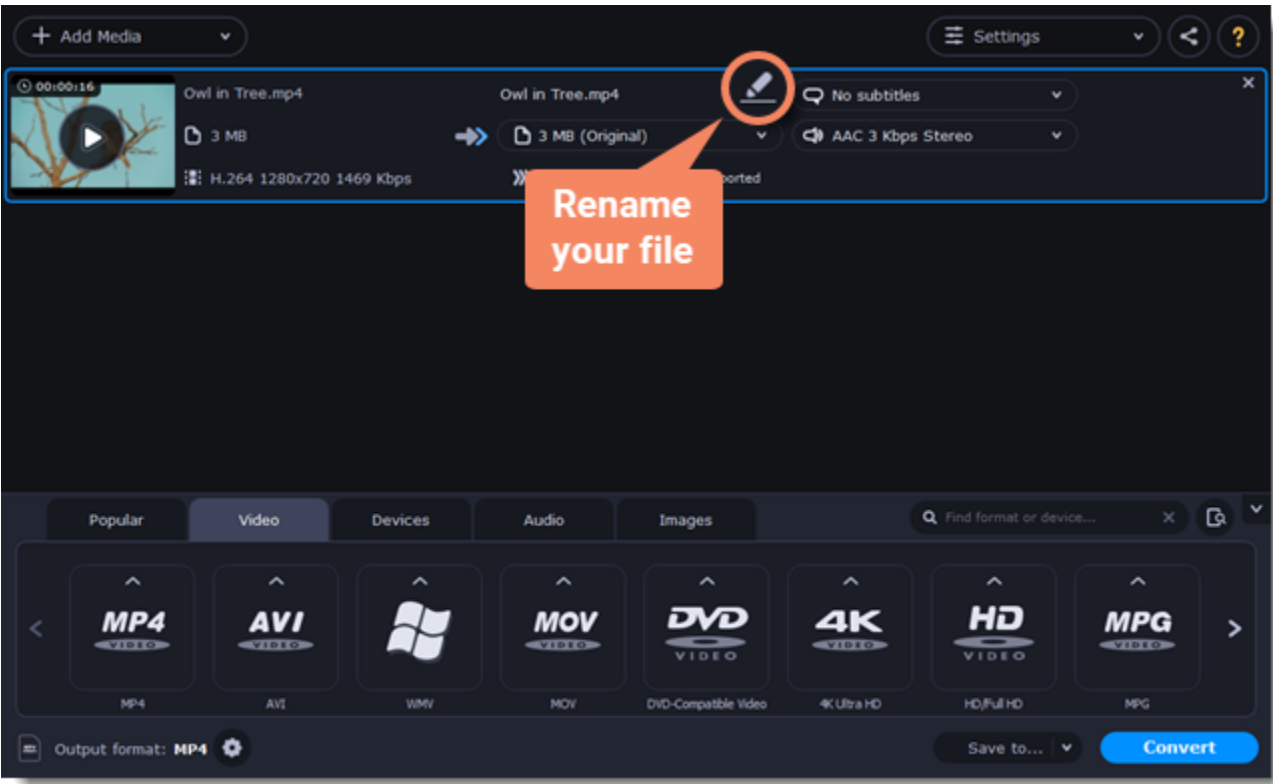 Add Media
Settings
?
00:00:16
Owl in Tree.mp4
Owl in Tree.mp4
No subtitles
3 MB
3 MB (Original)
AAC 3 Kbps Stereo
H.264 1280x720 1469 Kbps
Rename
your file
Popular
Video
Devices
Audio
Images
Find format or device...
MP4
VIDEO
AVI
VIDEO
MOV
VIDEO
DVD
VIDEO
4K
VIDEO
HD
VIDEO
MPG
VIDEO
MP4
AVI
WMV
MOV
DVD-Compatible Video
4K Ultra HD
HD/Full HD
MPG
Output format: MP4
Save to...
Convert